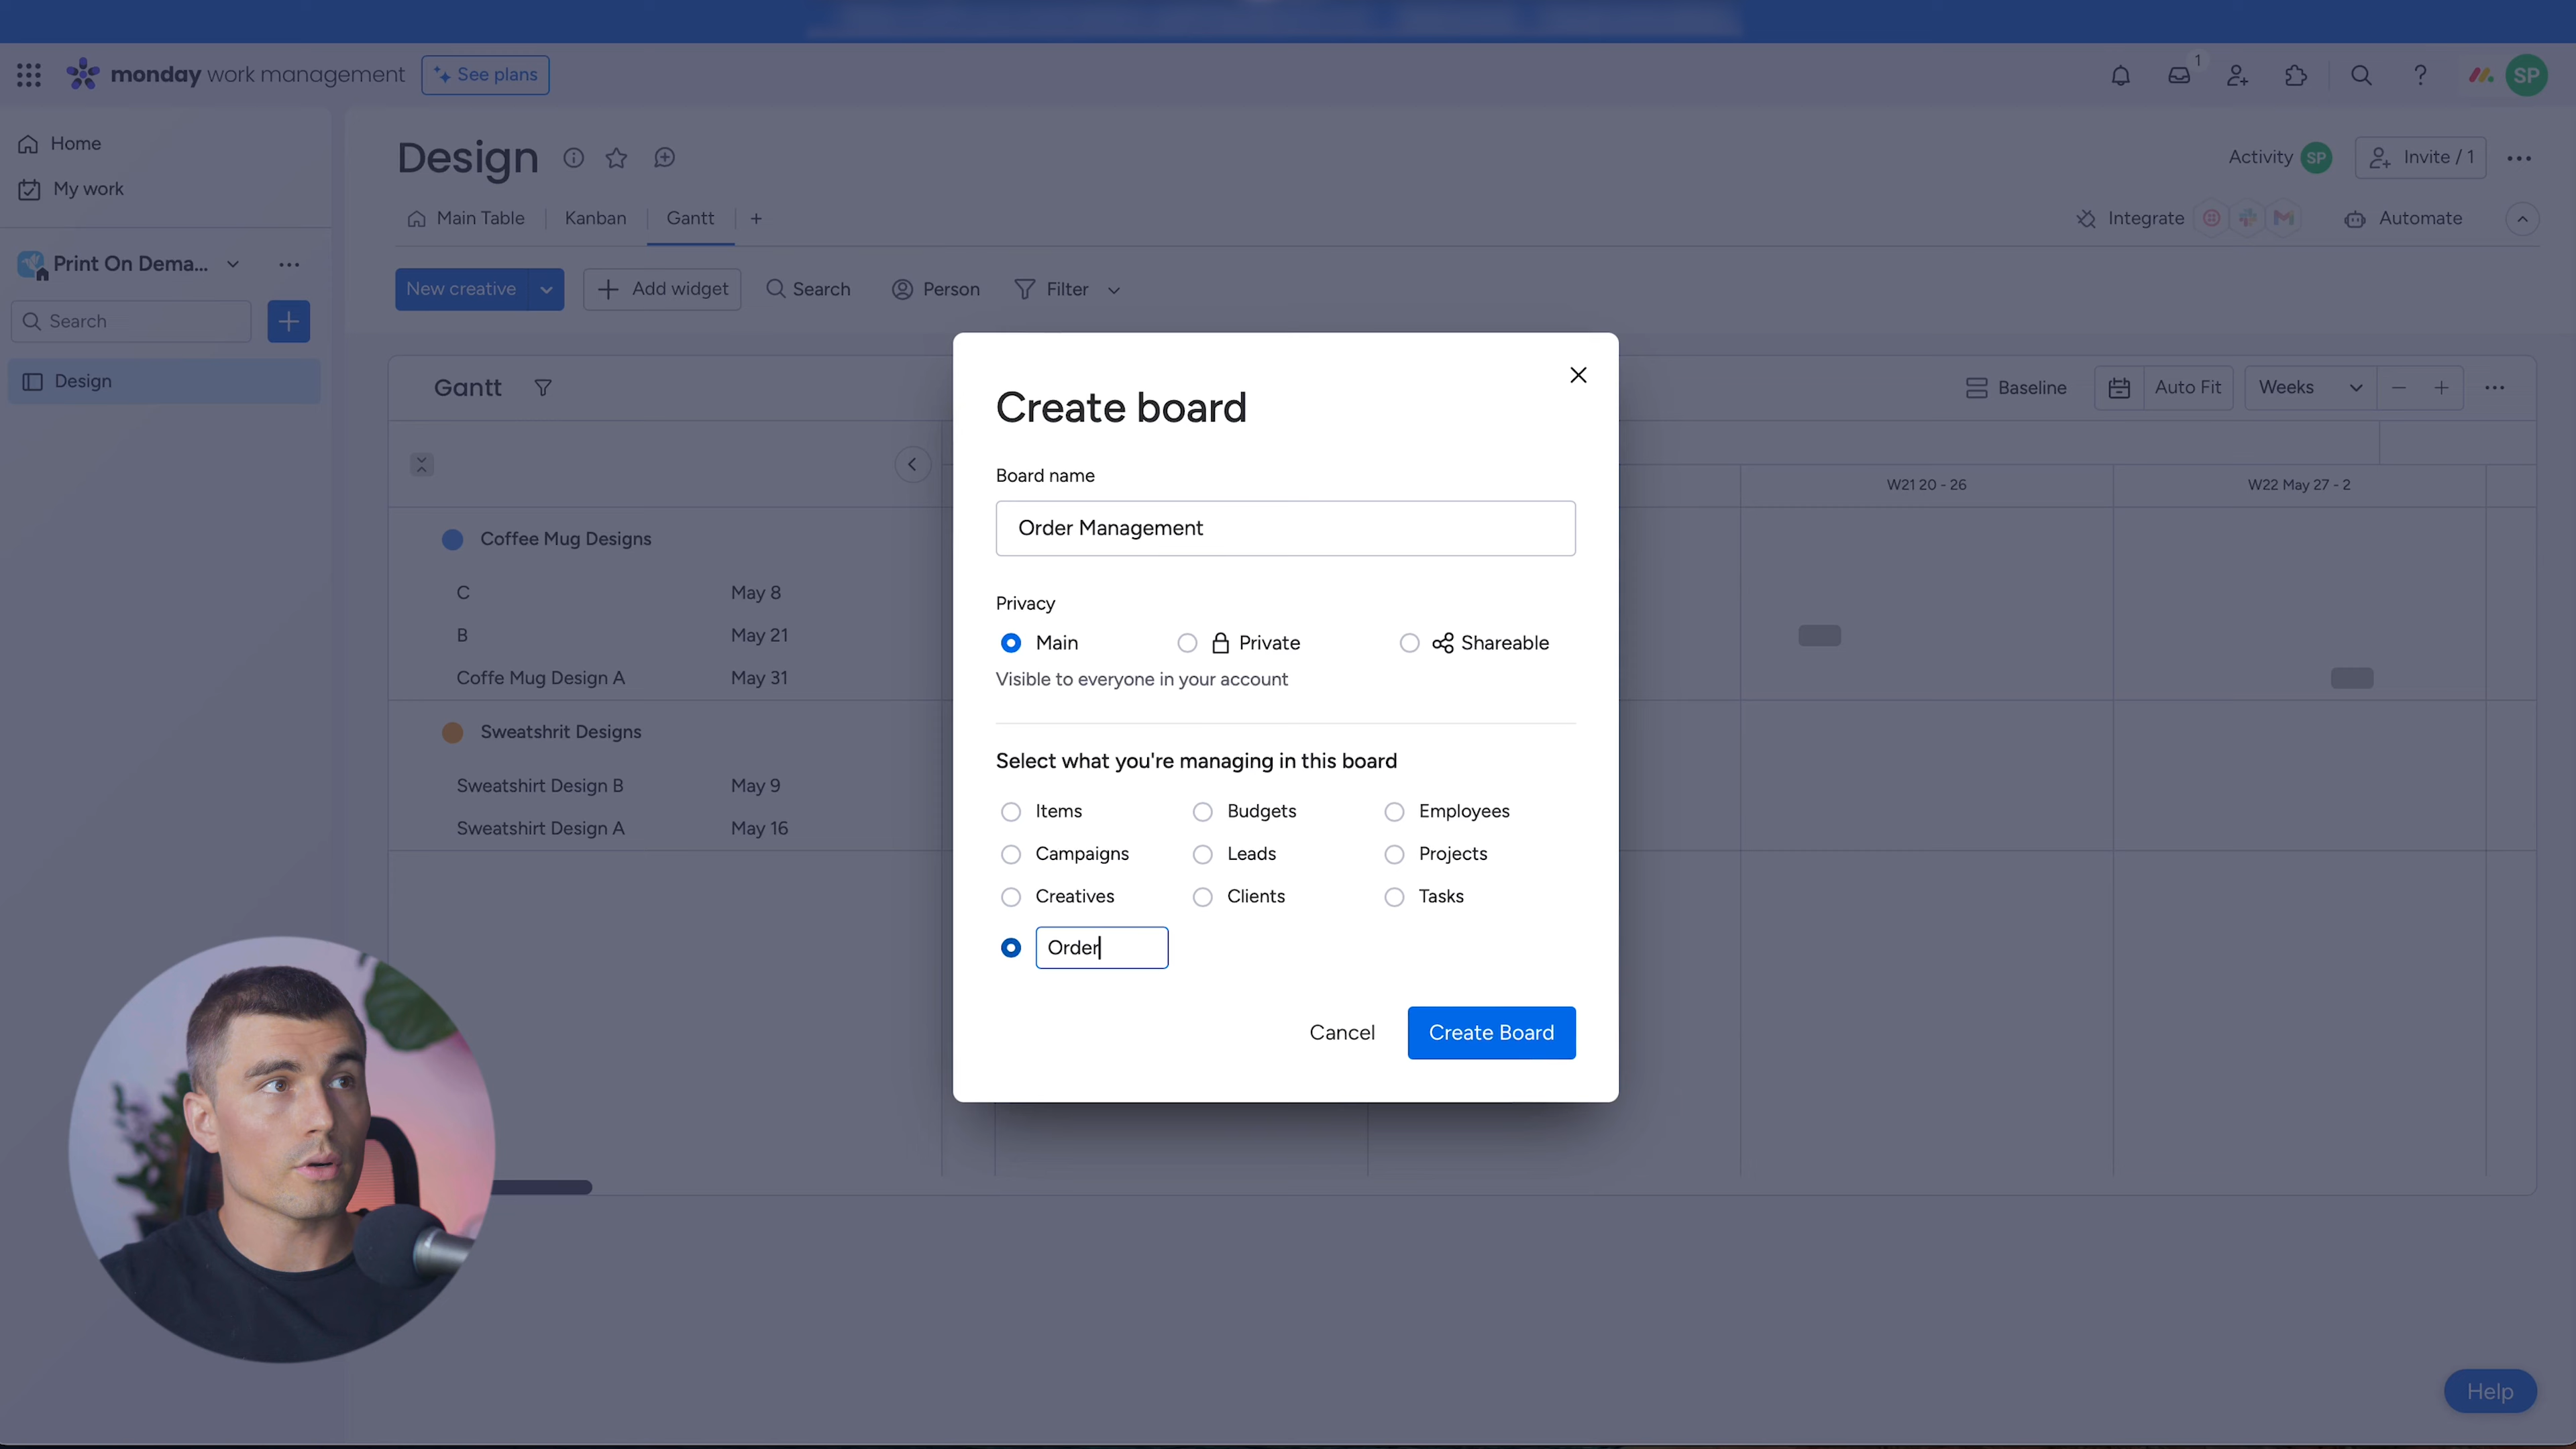 monday work management
See plans
1
SP
Home
My work
Print On Dema...
Search
Design
Design
Activity SP
Invite / 1
Main Table
Kanban
Gantt
Integrate
Automate
New creative
Add widget
Search
Person
Filter
Gantt
Baseline
Auto Fit
Weeks
W21 20 - 26
W22 May 27 - 2
Coffee Mug Designs
C May 8
B May 21
Coffe Mug Design A May 31
Sweatshrit Designs
Sweatshirt Design B May 9
Sweatshirt Design A May 16
Create board
Board name
Order Management
Privacy
Main
Private
Shareable
Visible to everyone in your account
Select what you're managing in this board
Items
Budgets
Employees
Campaigns
Leads
Projects
Creatives
Clients
Tasks
Order
Cancel
Create Board
Help